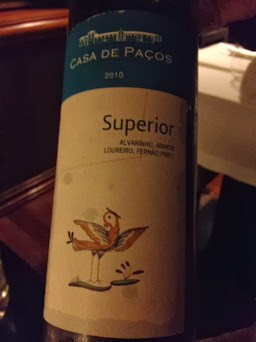 CASA DE PAÇOS
2010
Superior
ALVARINHO, ARINTO,
LOUREIRO, FERNÃO PIRES